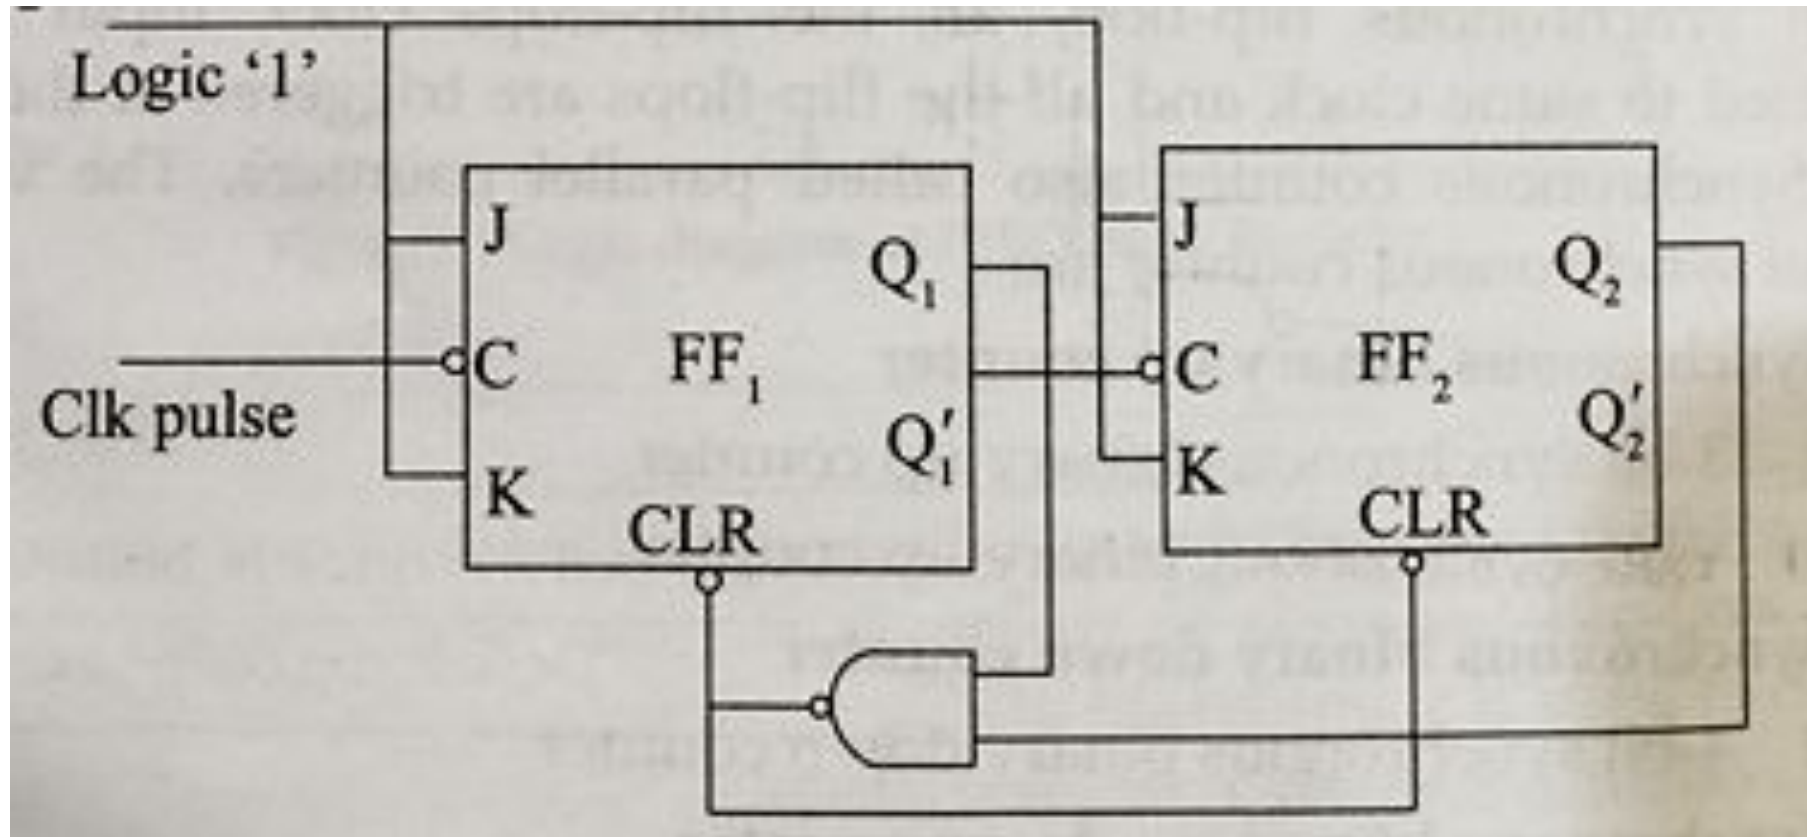 Logic ‘1’
J
Q₁
C
FF₁
Clk pulse
Q₁′
K
CLR
J
Q₂
C
FF₂
Q₂′
K
CLR